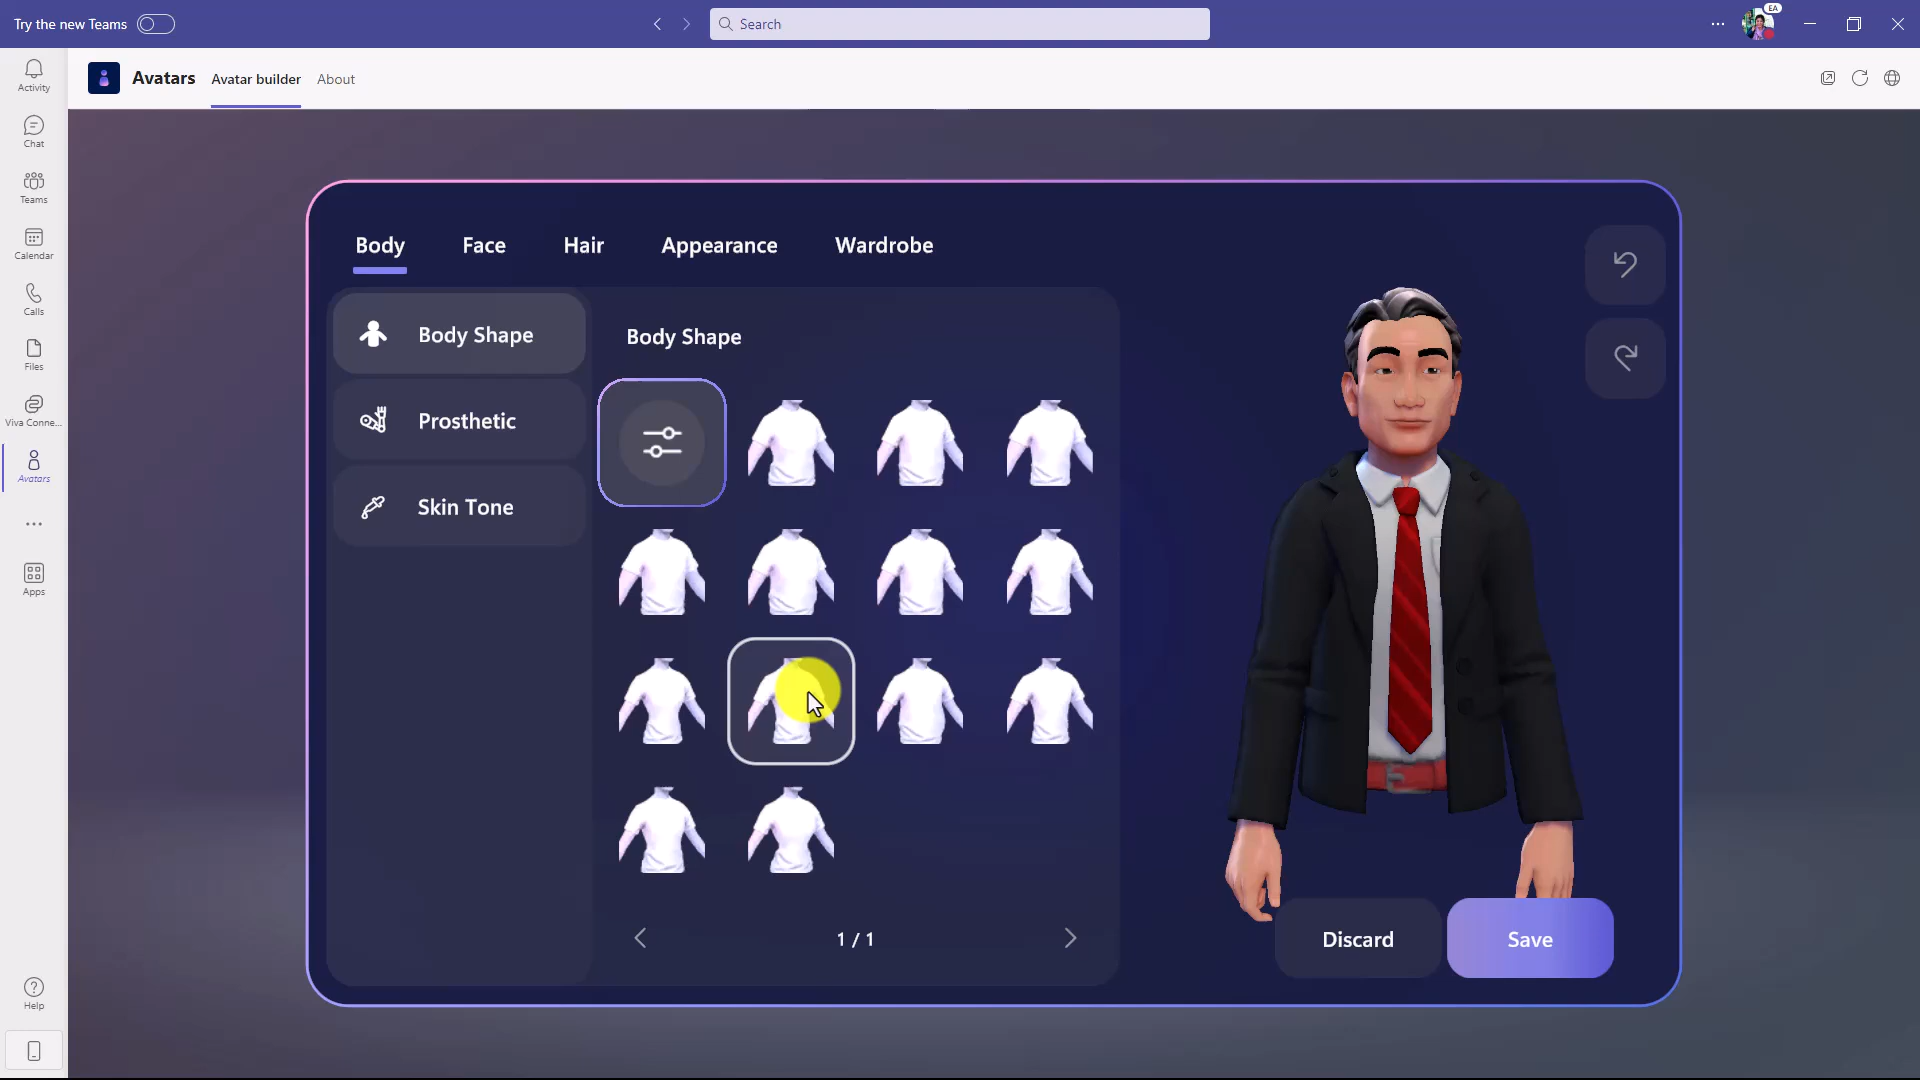 Try the new Teams
Search
EA
Activity
Chat
Teams
Calendar
Calls
Files
Viva Conne...
Avatars
Apps
Help
Avatars
Avatar builder
About
Body
Face
Hair
Appearance
Wardrobe
Body Shape
Prosthetic
Skin Tone
Body Shape
1 / 1
Discard
Save